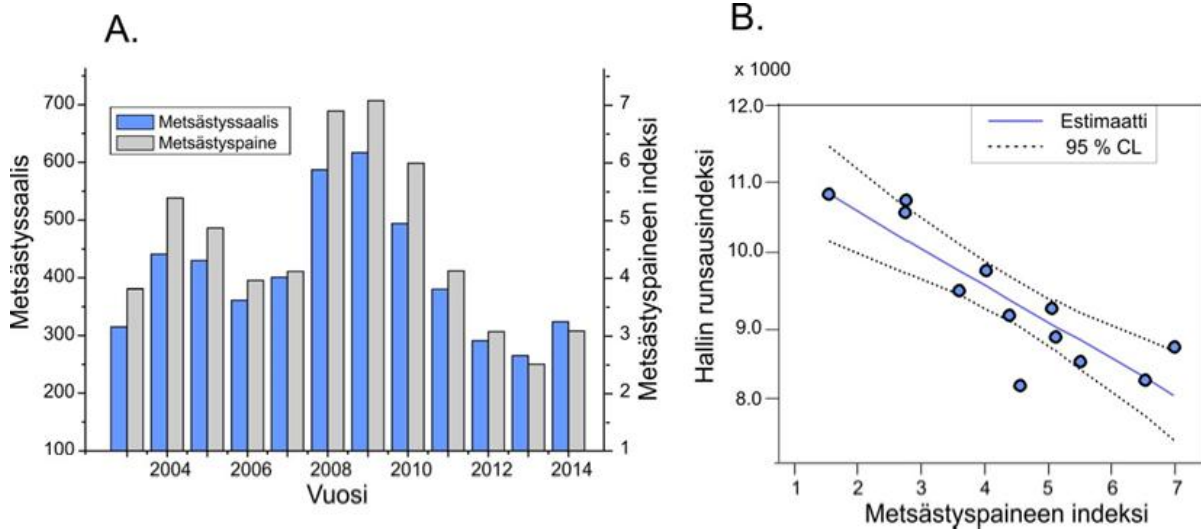 A.
Metsästyssaalis
700
600
500
400
300
200
100
Metsästyssaalis
Metsästyspaine
7
6
5
4
3
2
1
Metsästyspaineen indeksi
2004
2006
2008
2010
2012
2014
Vuosi
B.
x 1000
Hallin runsausindeksi
12.0
11.0
10.0
9.0
8.0
Estimaatti
95 % CL
1
2
3
4
5
6
7
Metsästyspaineen indeksi